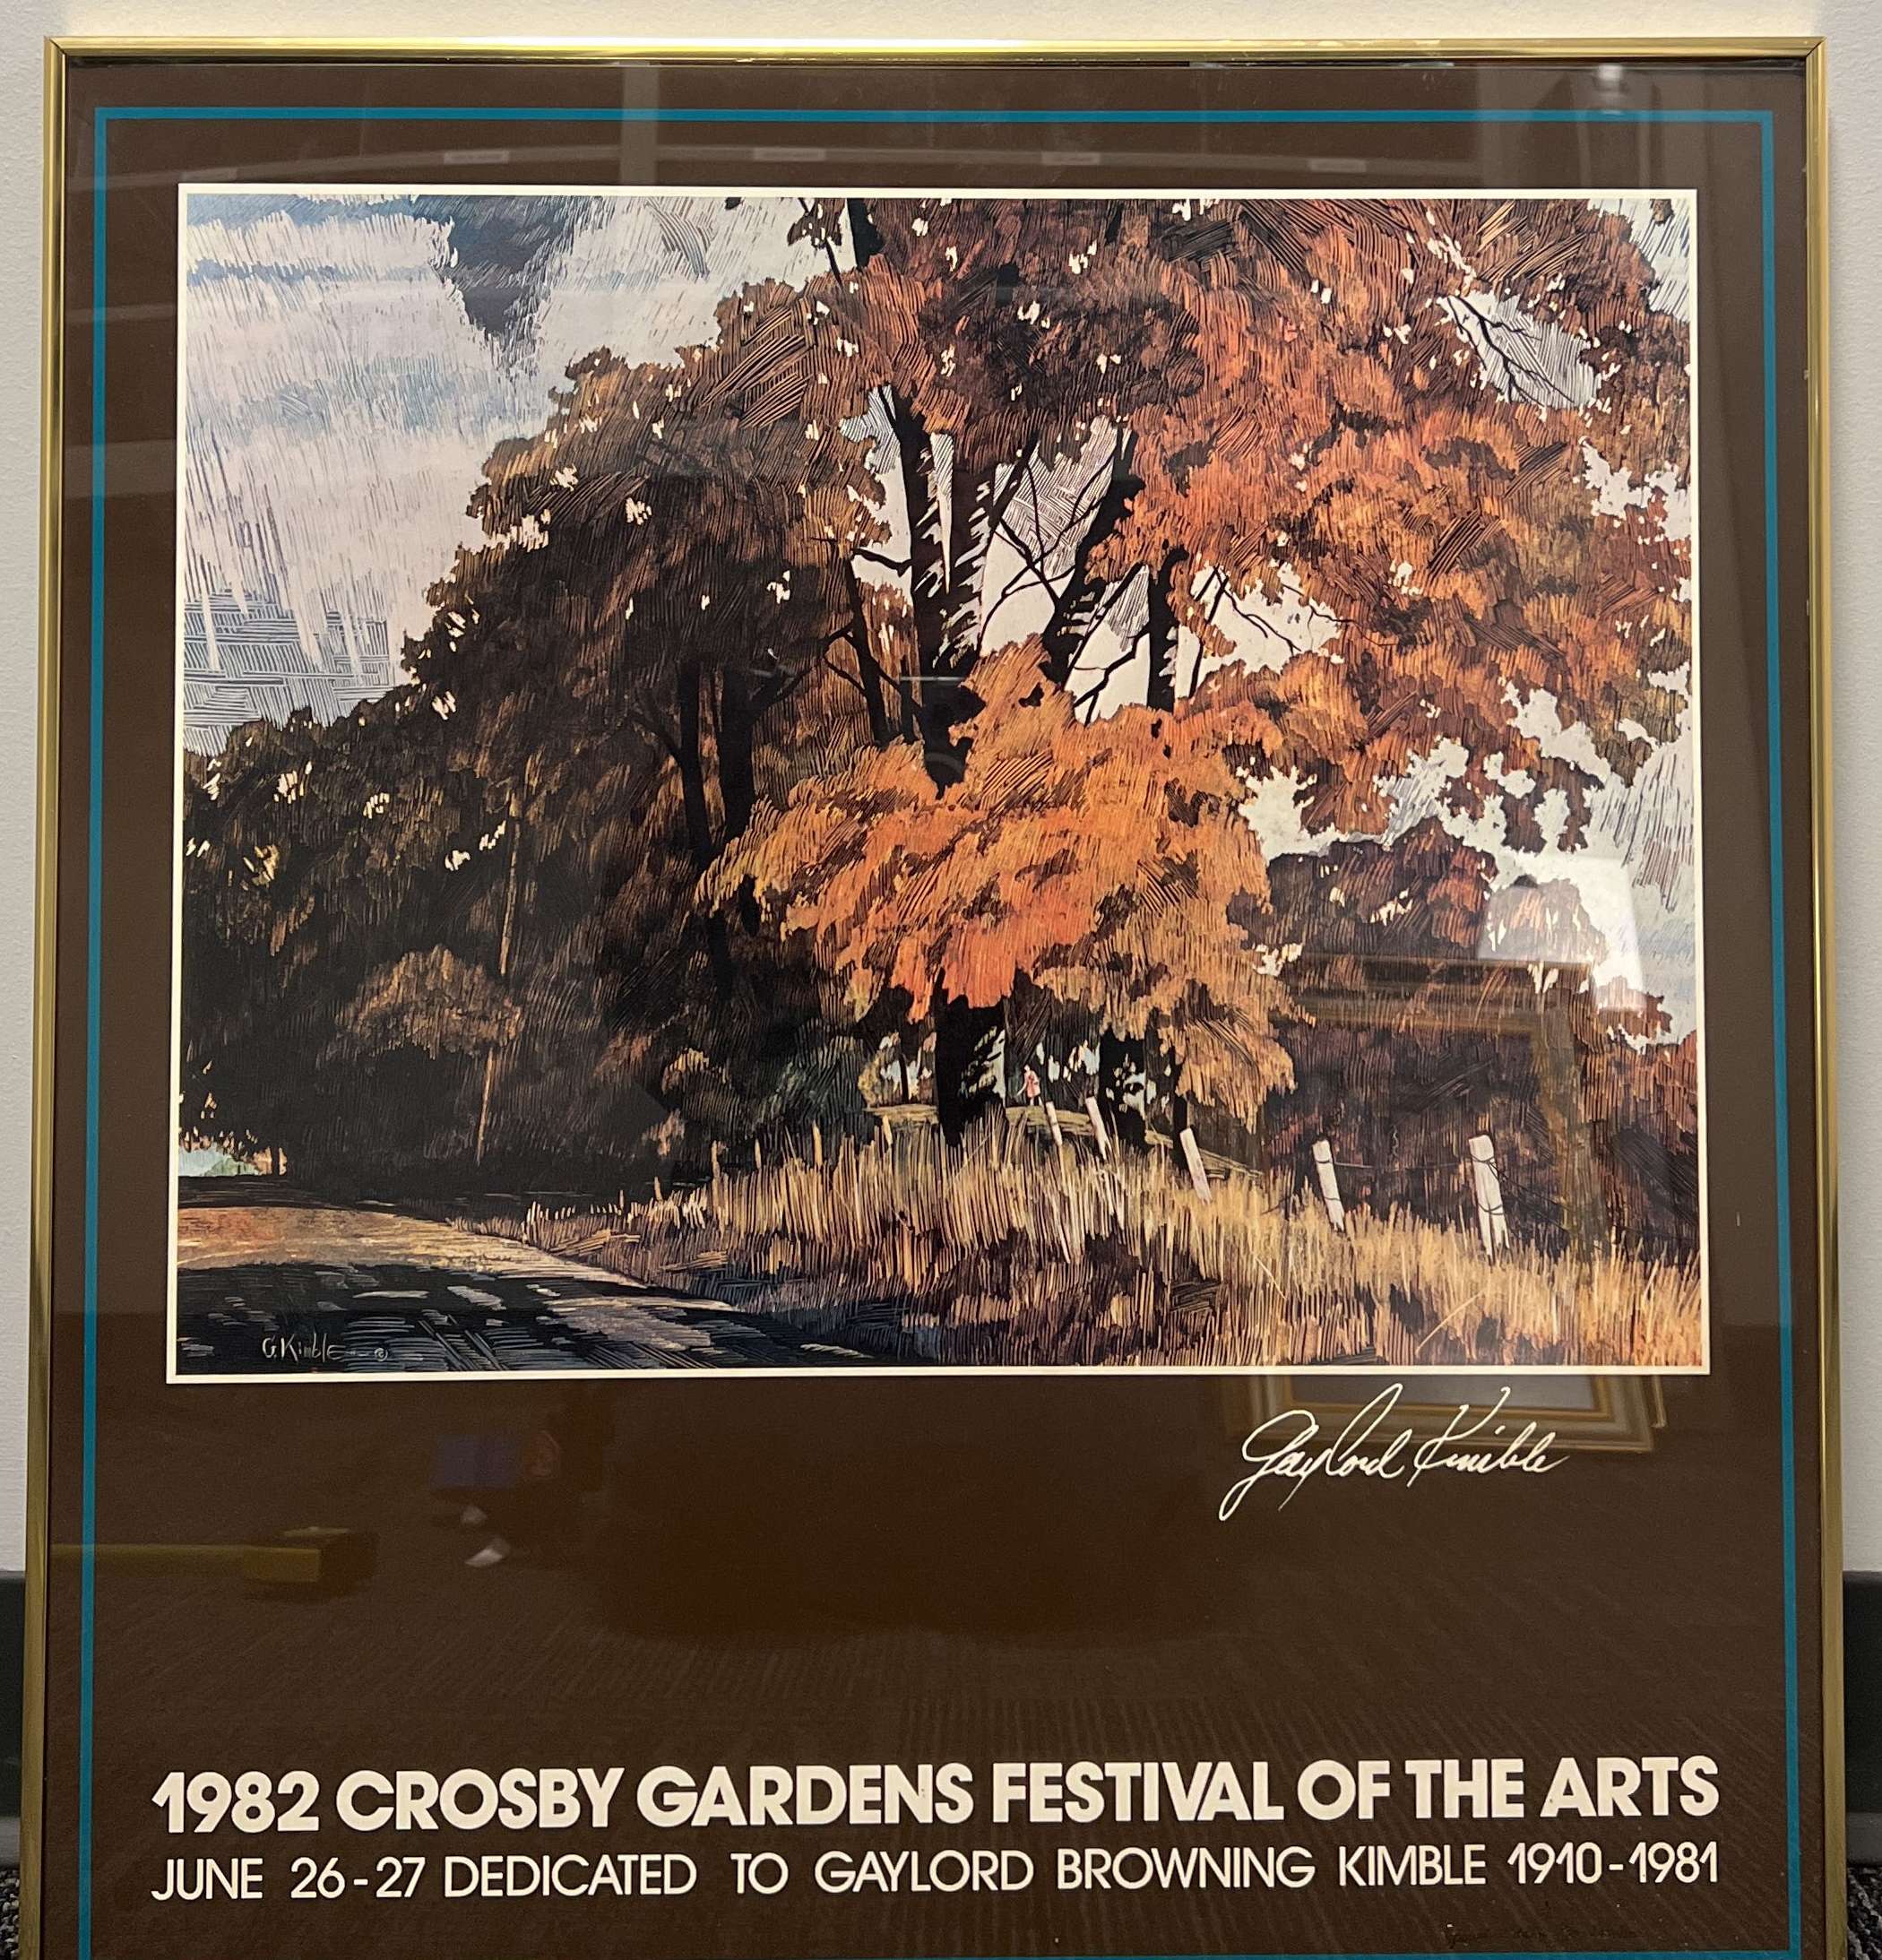 G. Kimble
Gaylord Kimble
1982 CROSBY GARDENS FESTIVAL OF THE ARTS
JUNE 26-27 DEDICATED TO GAYLORD BROWNING KIMBLE 1910-1981